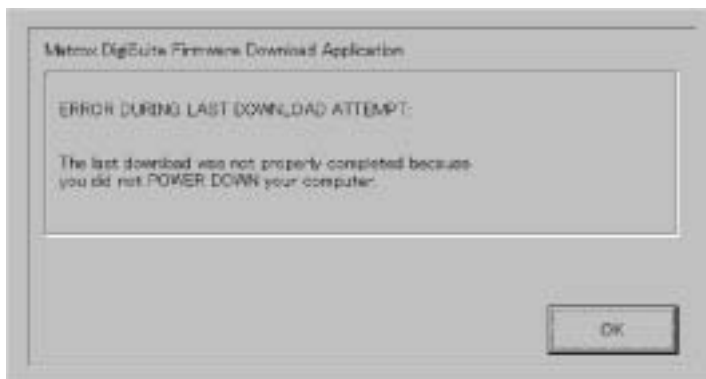 Matrox DigiSuite Firmware Download Application
ERROR DURING LAST DOWNLOAD ATTEMPT:
The last download was not properly completed because
you did not POWER DOWN your computer.
OK